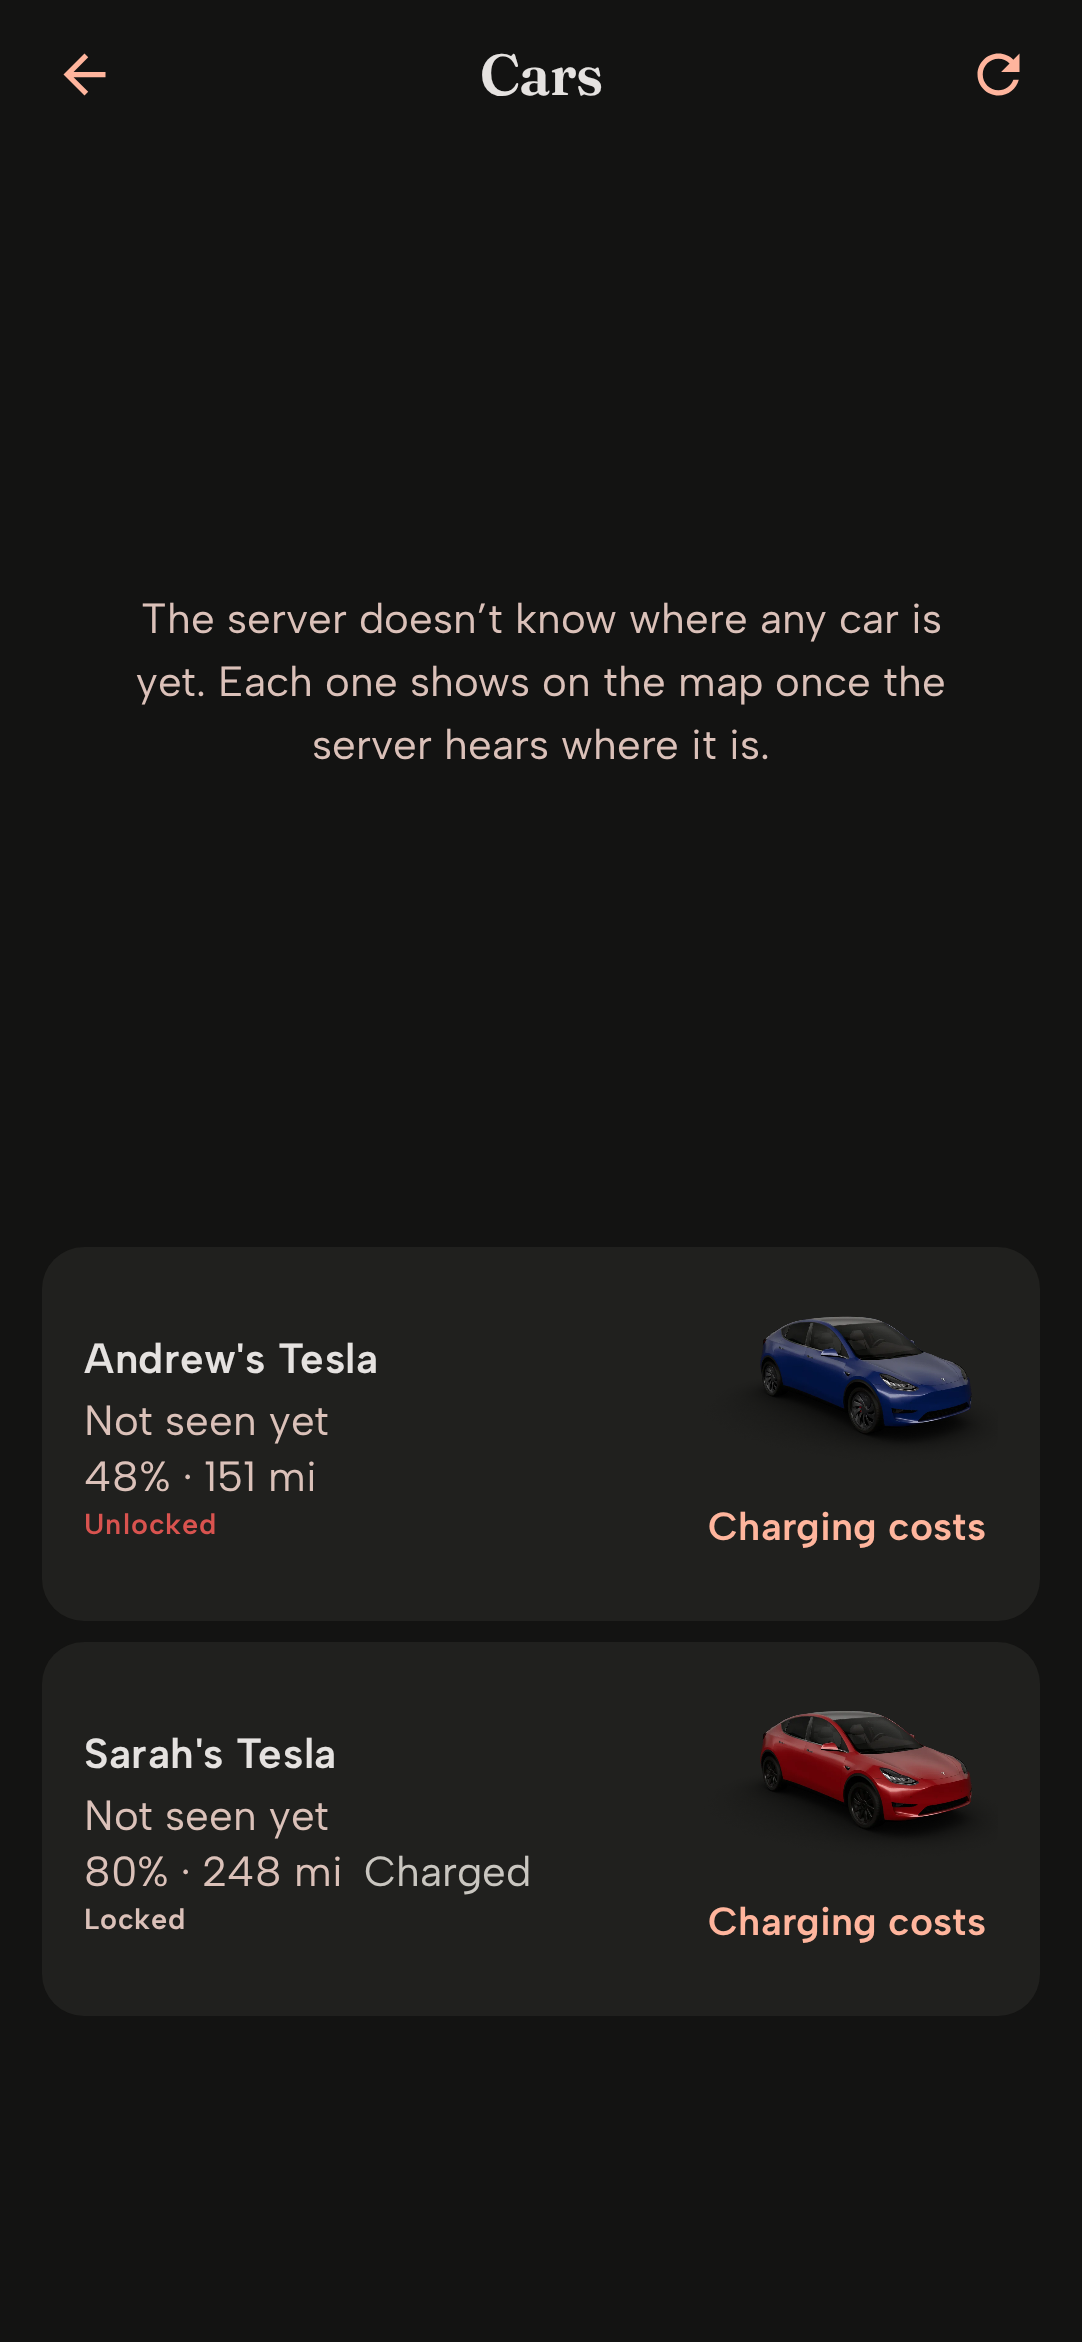 Cars
The server doesn’t know where any car is
yet. Each one shows on the map once the
server hears where it is.
Andrew's Tesla
Not seen yet
48% · 151 mi
Unlocked
Charging costs
Sarah's Tesla
Not seen yet
80% · 248 mi Charged
Locked
Charging costs